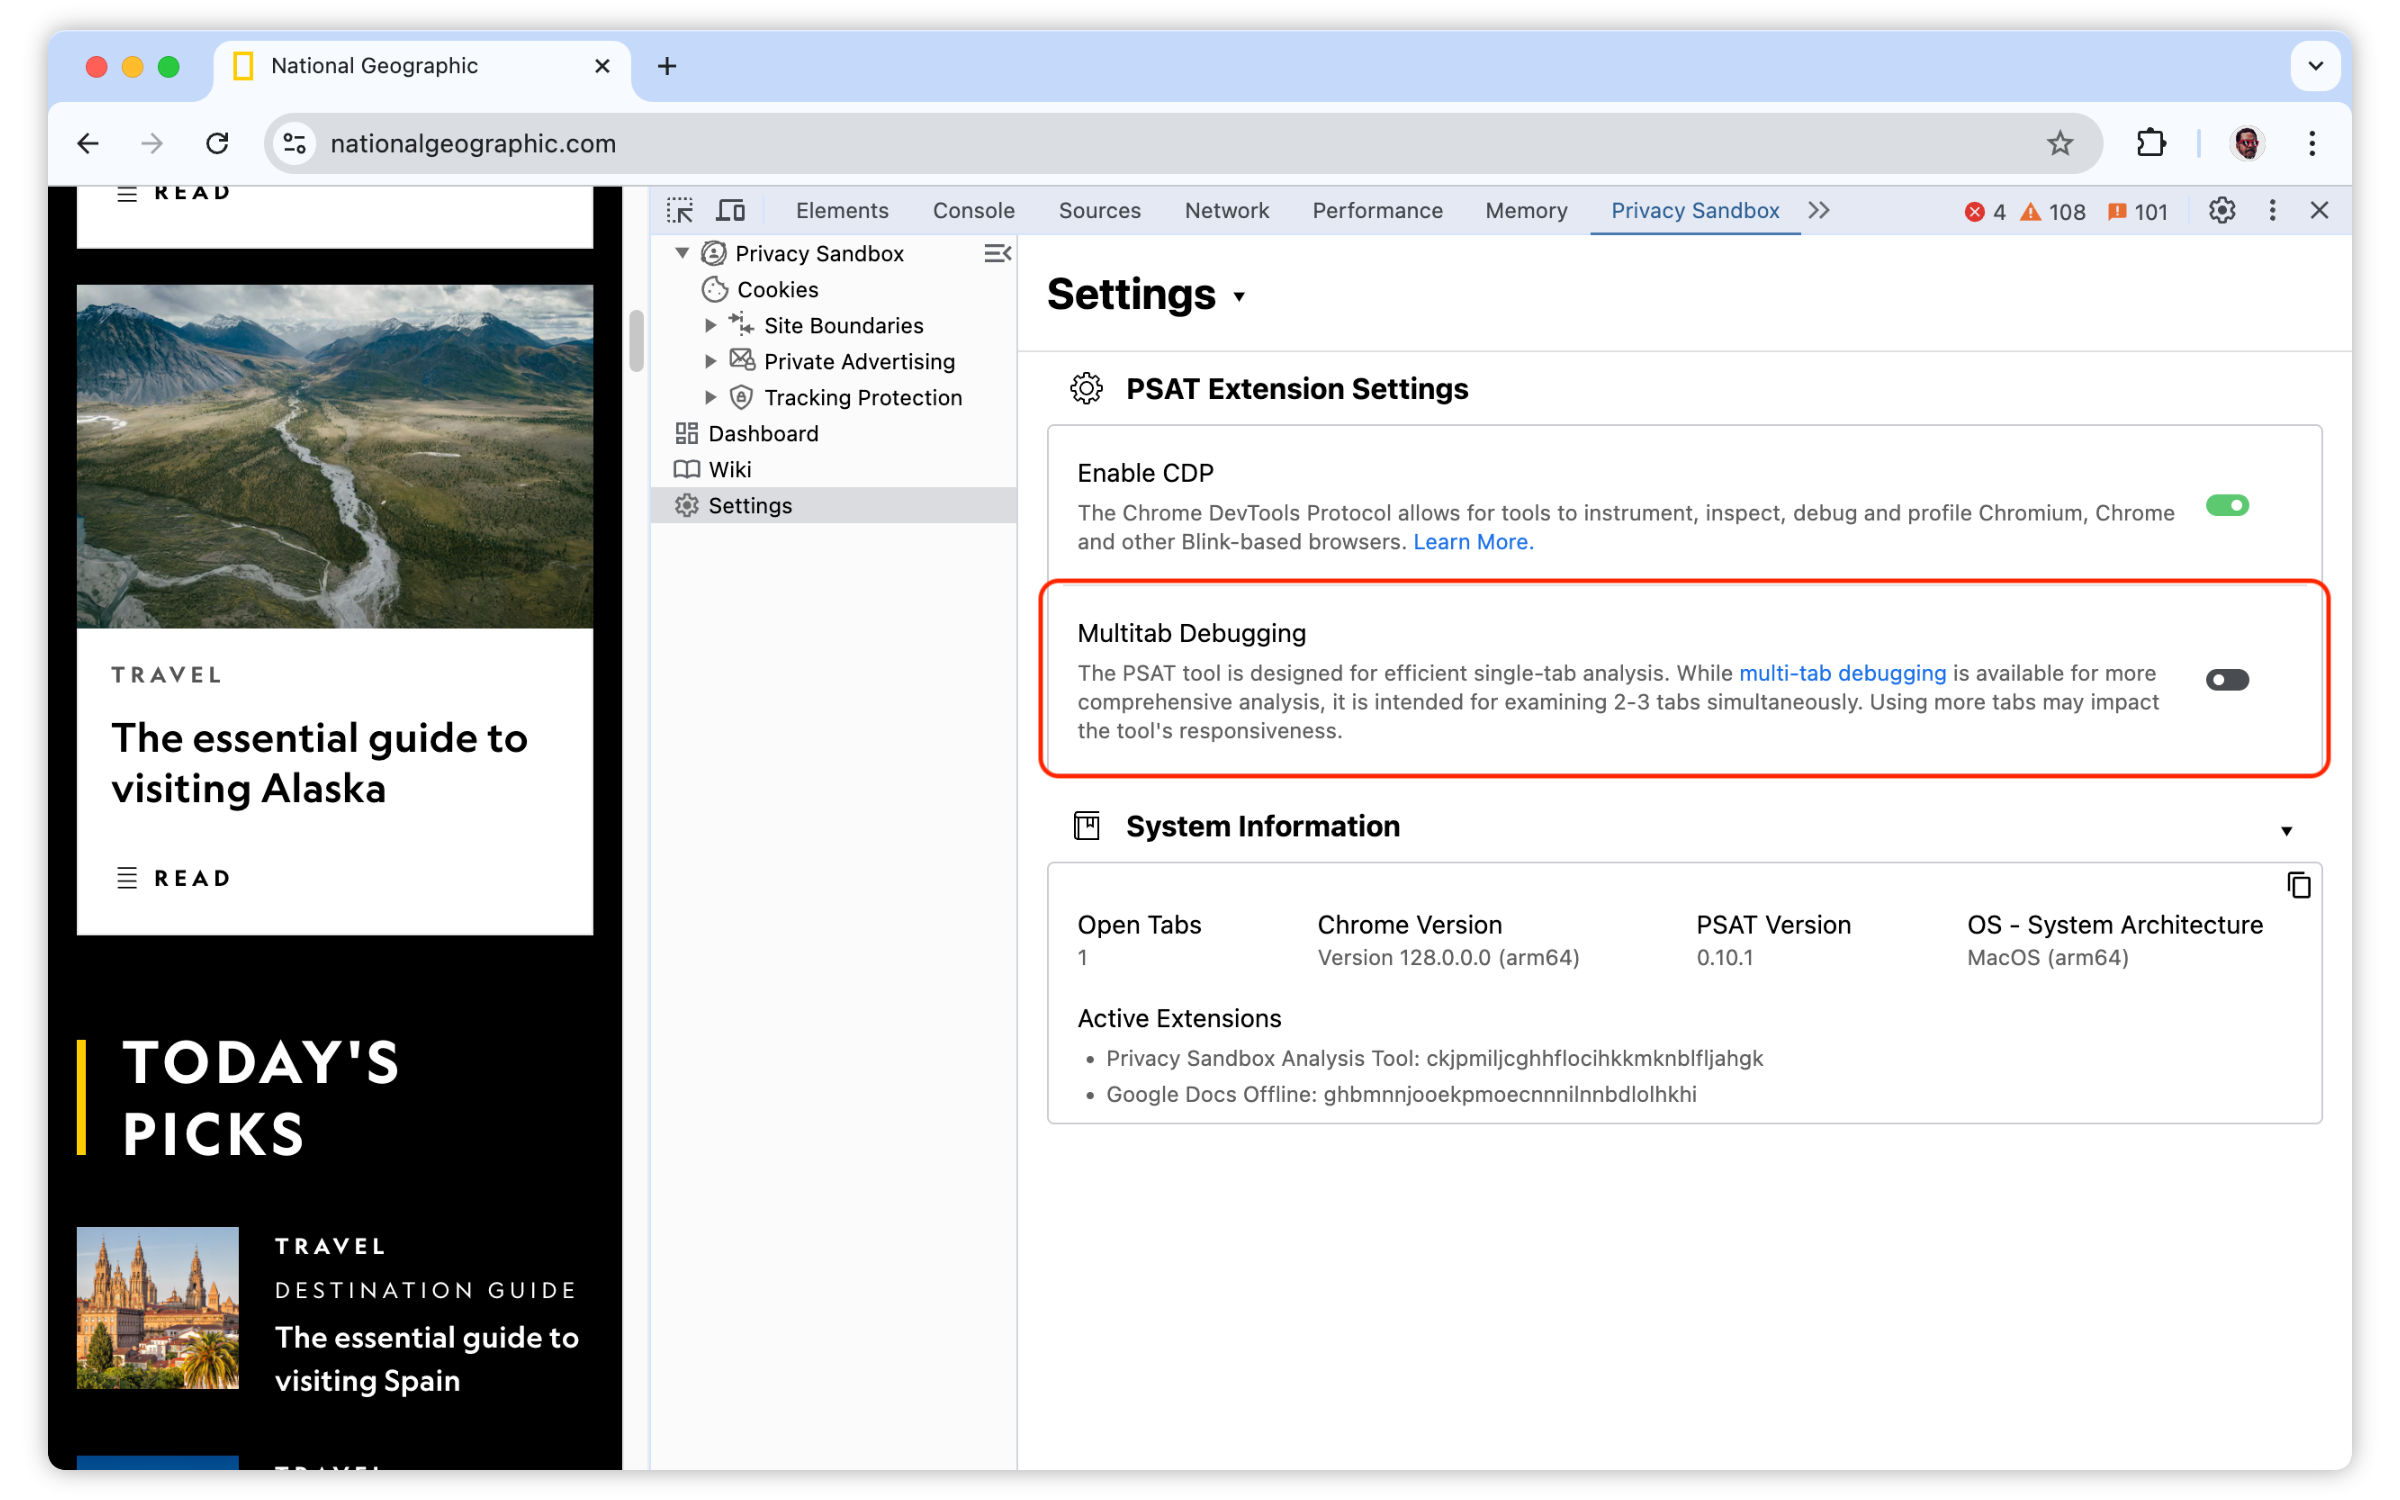 National Geographic
nationalgeographic.com
READ
TRAVEL
The essential guide to
visiting Alaska
READ
TODAY'S
PICKS
TRAVEL
DESTINATION GUIDE
The essential guide to
visiting Spain
TRAVEL
Elements Console Sources Network Performance Memory Privacy Sandbox 4 108 101
Privacy Sandbox
Cookies
Site Boundaries
Private Advertising
Tracking Protection
Dashboard
Wiki
Settings
Settings
PSAT Extension Settings
Enable CDP
The Chrome DevTools Protocol allows for tools to instrument, inspect, debug and profile Chromium, Chrome
and other Blink-based browsers. Learn More.
Multitab Debugging
The PSAT tool is designed for efficient single-tab analysis. While multi-tab debugging is available for more
comprehensive analysis, it is intended for examining 2-3 tabs simultaneously. Using more tabs may impact
the tool's responsiveness.
System Information
Open Tabs Chrome Version PSAT Version OS - System Architecture
1 Version 128.0.0.0 (arm64) 0.10.1 MacOS (arm64)
Active Extensions
• Privacy Sandbox Analysis Tool: ckjpmiljcghhflocihkkmknblfljahgk
• Google Docs Offline: ghbmnnjooekpmoecnnnilnnbdlolhkhi